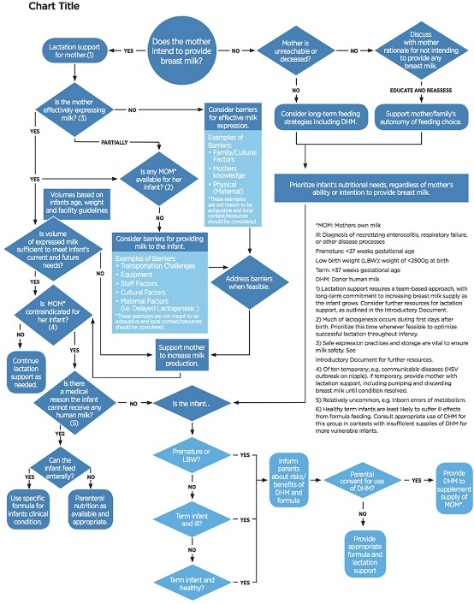 Chart Title
Lactation support
for mother.(1)
YES
Does the mother
intend to provide
breast milk?
NO
Mother is
unreachable
or deceased?
NO
Discuss
with mother
rationale for not intending
to provide any
breast milk
YES
EDUCATE AND REASSESS
Is the mother
effectively expressing
milk? (3)
NO
YES
PARTIALLY
Consider barriers
for effective milk
expression.
Examples of
Barriers:
• Family/Cultural
Factors
• Mothers
Knowledge
• Physical
(Maternal)
*These examples
are not meant to be
exhaustive and local
context/resources
should be
considered.
Consider long-term feeding
strategies including DHM.
Support mother/family's
autonomy of feeding choice.
Is any MOM*
available for her
infant? (2)
YES
NO
Volumes based on
infants age, weight
and facility guidelines
Prioritize infant's nutritional needs, regardless of mother's
ability or intention to provide breast milk.
Is volume
of expressed milk
sufficient to meet infant's
current and future
needs?
YES
NO
Consider barriers for providing
milk to the infant.
Examples of Barriers:
• Transportation Challenges
• Equipment
• Staff Factors
• Cultural Factors
• Maternal Factors
(i.e. Delayed Lactogenesis )
*These examples are not meant to be
exhaustive and local context/resources
should be considered
Address barriers
when feasible.
Is MOM*
contraindicated for
her infant?
(4)
NO
YES
Continue
lactation
support as
needed.
Support mother
to increase milk
production.
Is there
a medical
reason the infant
cannot receive any
human milk?
(5)
NO
YES
Is the infant...
Can the
infant feed
enterally?
YES
NO
Use specific
formula for
infants clinical
condition.
Parenteral
nutrition as
available and
appropriate.
Premature or
LBW?
YES
NO
Term infant
and ill?
YES
NO
Term infant and
healthy?
YES
Inform
parents
about risks/
benefits of
DHM and
formula
Parental
consent for use
of DHM?
YES
NO
Provide
DHM to
supplement
supply of
MOM*.
Provide
appropriate
formula and
lactation
support
*MOM: Mothers own milk
Ill: Diagnosis of necrotizing enterocolitis, respiratory failure,
or other disease processes
Premature: <37 weeks gestational age
Low birth weight (LBW): weight of <2500g at birth
Term: >37 weeks gestational age
DHM: Donor human milk
1) Lactation support requires a team-based approach, with
long-term commitment to increasing breast milk supply as the
infant grows. Consider further resources for lactation
support, as outlined in the Introductory Document.
2) Much of lactogenesis occurs during first days after
birth. Prioritize this time whenever feasible to optimize
successful lactation throughout infancy.
3) Safe expression practices and storage are vital to ensure
milk safety. See
Introductory Document for further resources.
4) Of ten temporary; e.g. communicable diseases (HSV
outbreak on nipple). If temporary, provide mother with
lactation support, including pumping and discarding
breast milk until condition resolved.
5) Relatively uncommon, e.g. Inborn errors of metabolism.
6) Healthy term infants are least likely to suffer ill effects
from formula feeding. Consult appropriate use of DHM for
this group in contexts with insufficient supplies of DHM for
more vulnerable infants.